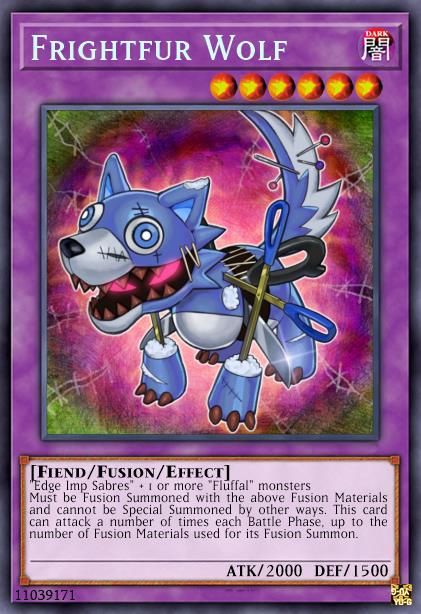 Frightfur Wolf
DARK
闇
[Fiend/Fusion/Effect]
"Edge Imp Sabres" + 1 or more "Fluffal" monsters
Must be Fusion Summoned with the above Fusion Materials
and cannot be Special Summoned by other ways. This card
can attack a number of times each Battle Phase, up to the
number of Fusion Materials used for its Fusion Summon.
ATK/2000 DEF/1500
11039171